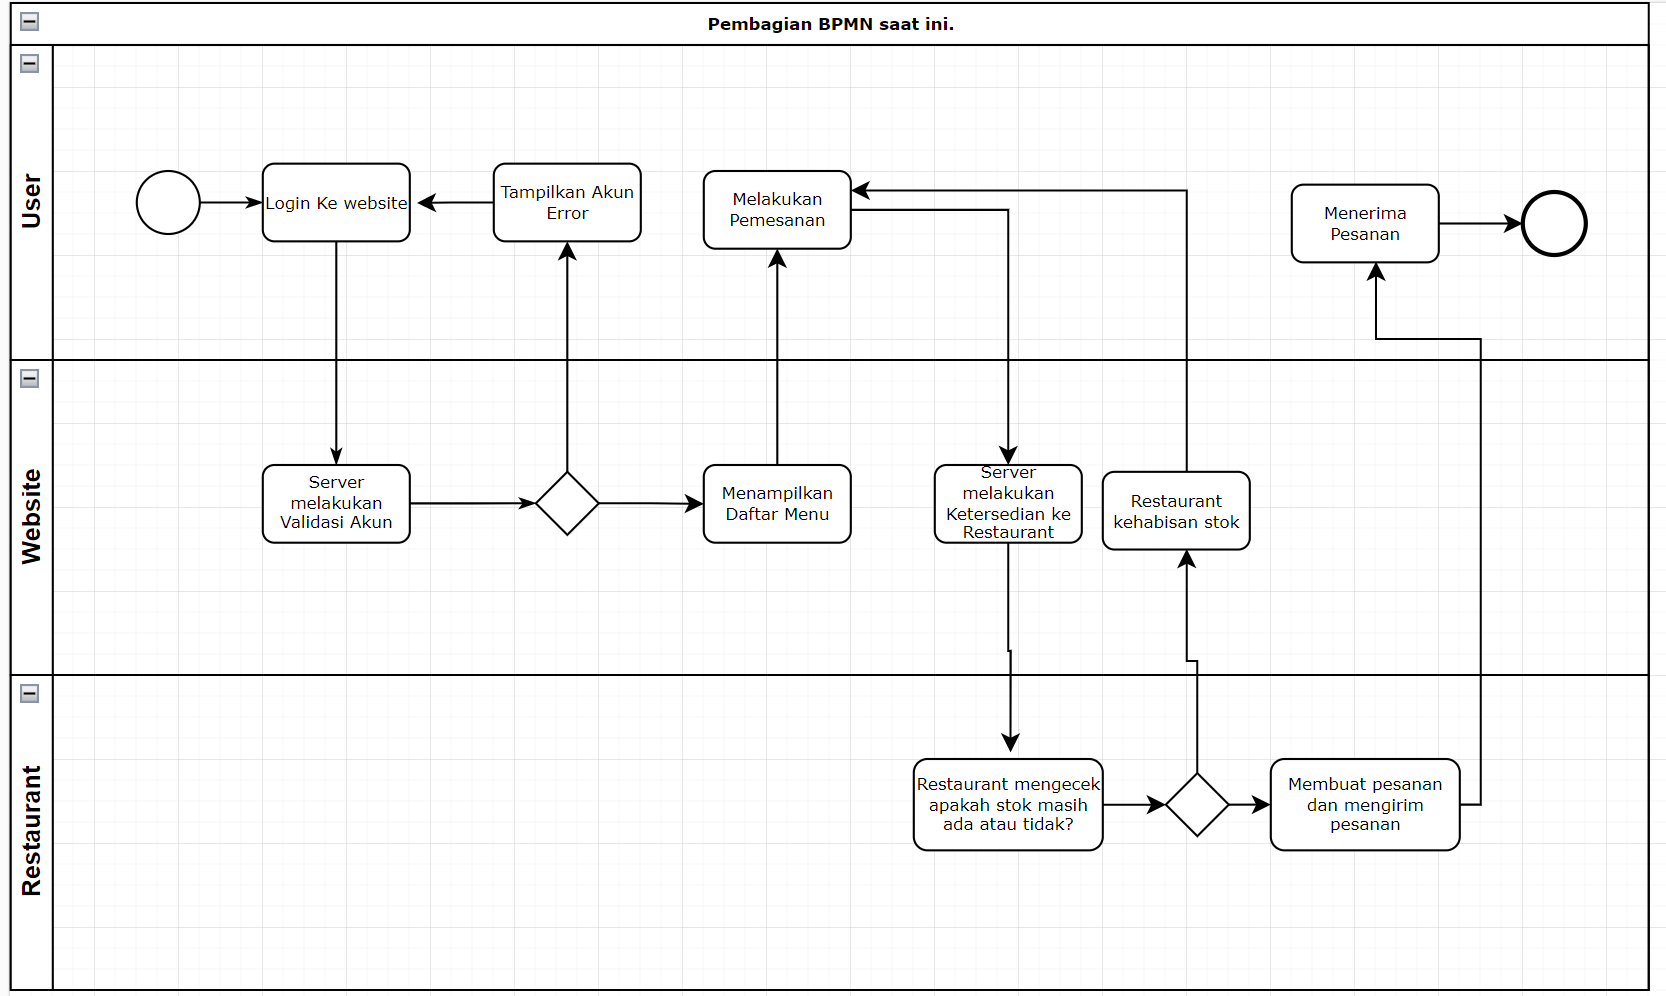 Pembagian BPMN saat ini.
User
Login Ke website
Tampilkan Akun
Error
Melakukan
Pemesanan
Menerima
Pesanan
Website
Server
melakukan
Validasi Akun
Menampilkan
Daftar Menu
Server
melakukan
Ketersedian ke
Restaurant
Restaurant
kehabisan stok
Restaurant
Restaurant mengecek
apakah stok masih
ada atau tidak?
Membuat pesanan
dan mengirim
pesanan